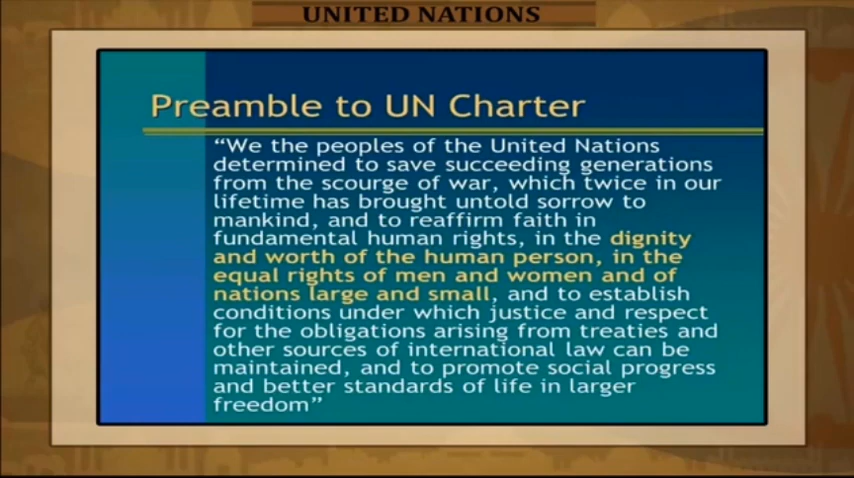 UNITED NATIONS
Preamble to UN Charter
“We the peoples of the United Nations
determined to save succeeding generations
from the scourge of war, which twice in our
lifetime has brought untold sorrow to
mankind, and to reaffirm faith in
fundamental human rights, in the dignity
and worth of the human person, in the
equal rights of men and women and of
nations large and small, and to establish
conditions under which justice and respect
for the obligations arising from treaties and
other sources of international law can be
maintained, and to promote social progress
and better standards of life in larger
freedom”